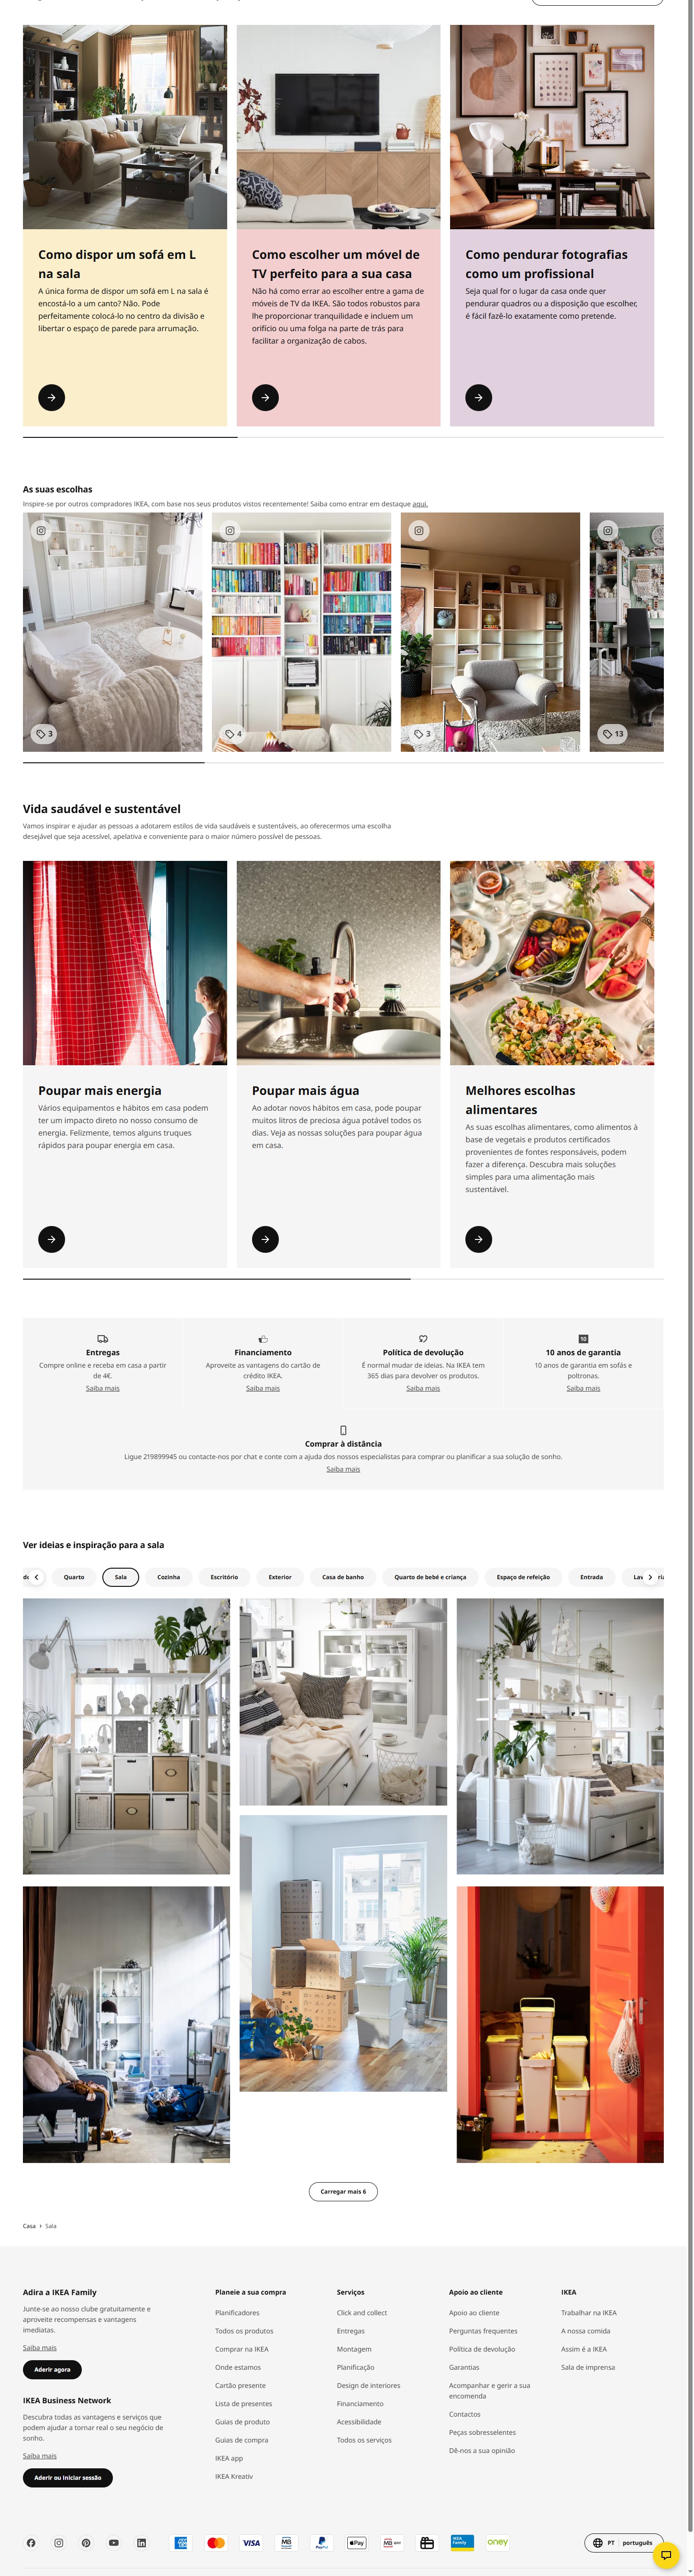 Como dispor um sofá em L
na sala
A única forma de dispor um sofá em L na sala é
encostá-lo a um canto? Não. Pode
perfeitamente colocá-lo no centro da divisão e
libertar o espaço de parede para arrumação.
Como escolher um móvel de
TV perfeito para a sua casa
Não há como errar ao escolher entre a gama de
móveis de TV da IKEA. São todos robustos para
lhe proporcionar tranquilidade e incluem um
orifício ou uma folga na parte de trás para
facilitar a organização de cabos.
Como pendurar fotografias
como um profissional
Seja qual for o lugar da casa onde quer
pendurar quadros ou a disposição que escolher,
é fácil fazê-lo exatamente como pretende.
As suas escolhas
Inspire-se por outros compradores IKEA, com base nos seus produtos vistos recentemente! Saiba como entrar em destaque aqui.
3
4
3
13
Vida saudável e sustentável
Vamos inspirar e ajudar as pessoas a adotarem estilos de vida saudáveis e sustentáveis, ao oferecermos uma escolha
desejável que seja acessível, apelativa e conveniente para o maior número possível de pessoas.
Poupar mais energia
Vários equipamentos e hábitos em casa podem
ter um impacto direto no nosso consumo de
energia. Felizmente, temos alguns truques
rápidos para poupar energia em casa.
Poupar mais água
Ao adotar novos hábitos em casa, pode poupar
muitos litros de preciosa água potável todos os
dias. Veja as nossas soluções para poupar água
em casa.
Melhores escolhas
alimentares
As suas escolhas alimentares, como alimentos à
base de vegetais e produtos certificados
provenientes de fontes responsáveis, podem
fazer a diferença. Descubra mais soluções
simples para uma alimentação mais
sustentável.
Entregas
Compre online e receba em casa a partir
de 4€.
Saiba mais
Financiamento
Aproveite as vantagens do cartão de
crédito IKEA.
Saiba mais
Política de devolução
É normal mudar de ideias. Na IKEA tem
365 dias para devolver os produtos.
Saiba mais
10
10 anos de garantia
10 anos de garantia em sofás e
poltronas.
Saiba mais
Comprar à distância
Ligue 219899945 ou contacte-nos por chat e conte com a ajuda dos nossos especialistas para comprar ou planificar a sua solução de sonho.
Saiba mais
Ver ideias e inspiração para a sala
Quarto
Sala
Cozinha
Escritório
Exterior
Casa de banho
Quarto de bebé e criança
Espaço de refeição
Entrada
Carregar mais 6
Casa
Sala
Adira a IKEA Family
Junte-se ao nosso clube gratuitamente e
aproveite recompensas e vantagens
imediatas.
Saiba mais
Aderir agora
IKEA Business Network
Descubra todas as vantagens e serviços que
podem ajudar a tornar real o seu negócio de
sonho.
Saiba mais
Aderir ou iniciar sessão
Planeie a sua compra
Planificadores
Todos os produtos
Comprar na IKEA
Onde estamos
Cartão presente
Lista de presentes
Guias de produto
Guias de compra
IKEA app
IKEA Kreativ
Serviços
Click and collect
Entregas
Montagem
Planificação
Design de interiores
Financiamento
Acessibilidade
Todos os serviços
Apoio ao cliente
Apoio ao cliente
Perguntas frequentes
Política de devolução
Garantias
Acompanhar e gerir a sua
encomenda
Contactos
Peças sobresselentes
Dê-nos a sua opinião
IKEA
Trabalhar na IKEA
A nossa comida
Assim é a IKEA
Sala de imprensa
VISA
MB
PayPal
Pay
MB WAY
IKEA
Family
oney
PT
português